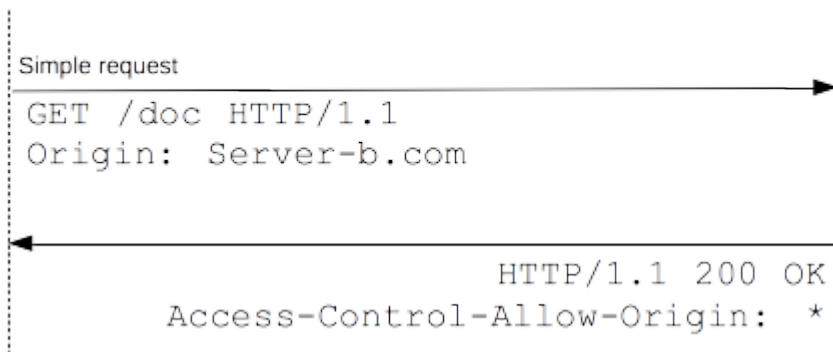 Simple request
GET /doc HTTP/1.1
Origin: Server-b.com
HTTP/1.1 200 OK
Access-Control-Allow-Origin: *